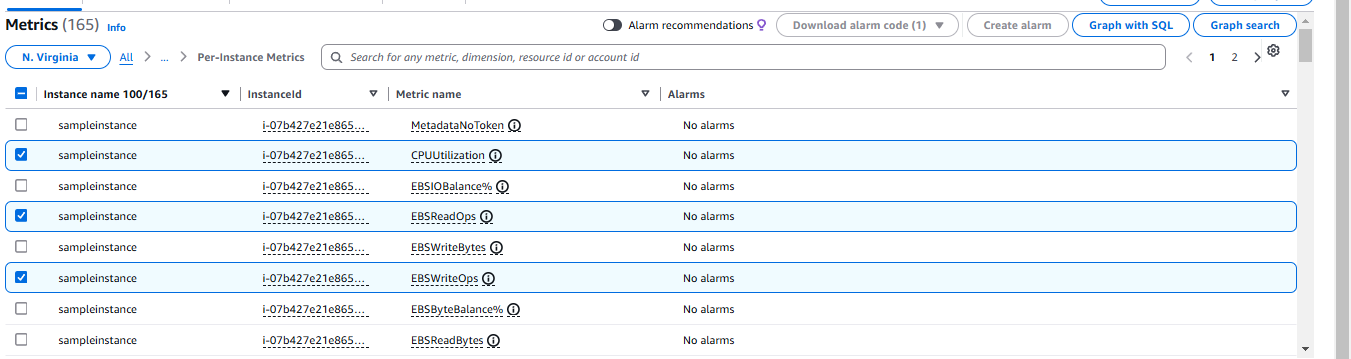 Metrics (165) Info Alarm recommendations Download alarm code (1) Create alarm Graph with SQL Graph search
N. Virginia All ... Per-Instance Metrics Search for any metric, dimension, resource id or account id 1 2
Instance name 100/165 InstanceId Metric name Alarms
sampleinstance i-07b427e21e865... MetadataNoToken No alarms
sampleinstance i-07b427e21e865... CPUUtilization No alarms
sampleinstance i-07b427e21e865... EBSIOBalance% No alarms
sampleinstance i-07b427e21e865... EBSReadOps No alarms
sampleinstance i-07b427e21e865... EBSWriteBytes No alarms
sampleinstance i-07b427e21e865... EBSWriteOps No alarms
sampleinstance i-07b427e21e865... EBSByteBalance% No alarms
sampleinstance i-07b427e21e865... EBSReadBytes No alarms